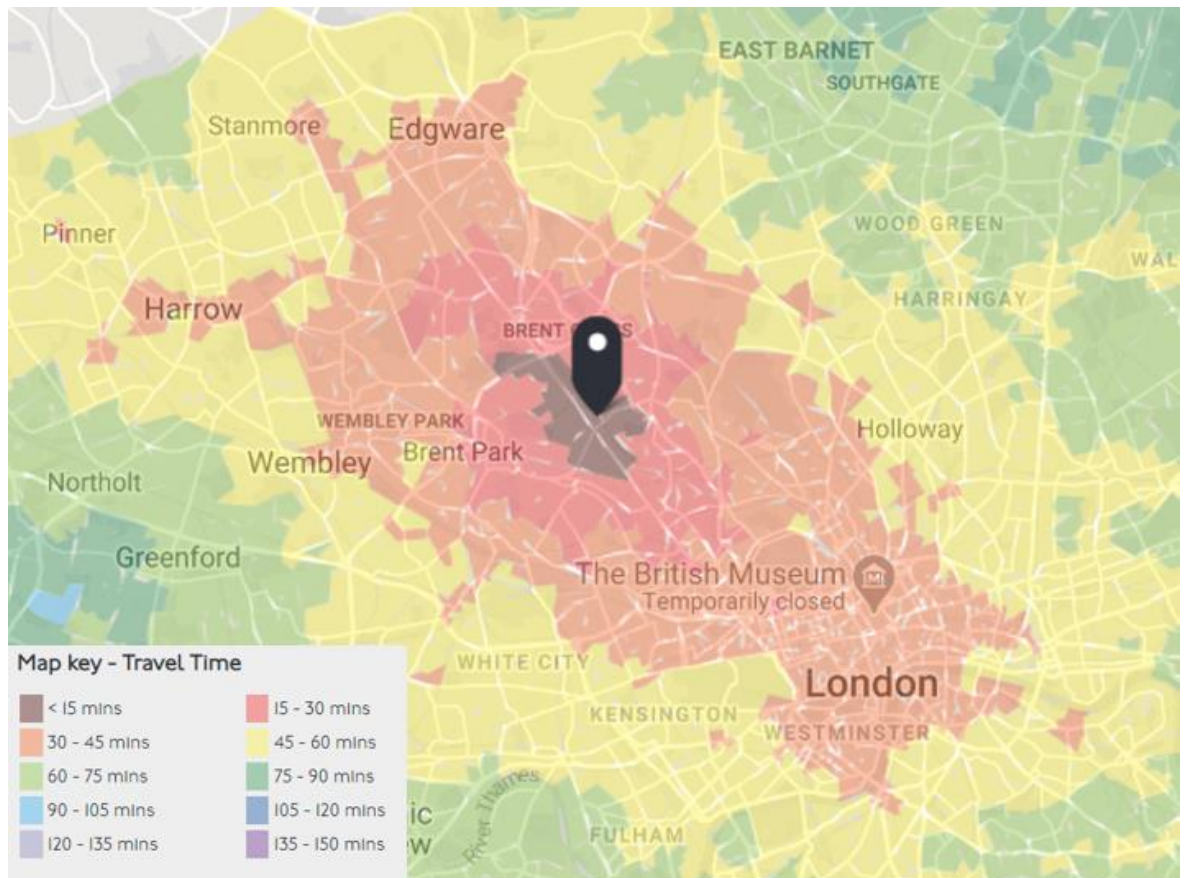 EAST BARNET
SOUTHGATE
Stanmore
Edgware
Pinner
WOOD GREEN
WAL
Harrow
HARRINGAY
BRENT
WEMBLEY PARK
Holloway
Brent Park
Wembley
Northolt
Greenford
The British Museum
Temporarily closed
WHITE CITY
London
KENSINGTON
WESTMINSTER
River Thames
FULHAM
ic
ew
Map key - Travel Time
< 15 mins
15 - 30 mins
30 - 45 mins
45 - 60 mins
60 - 75 mins
75 - 90 mins
90 - 105 mins
105 - 120 mins
120 - 135 mins
135 - 150 mins